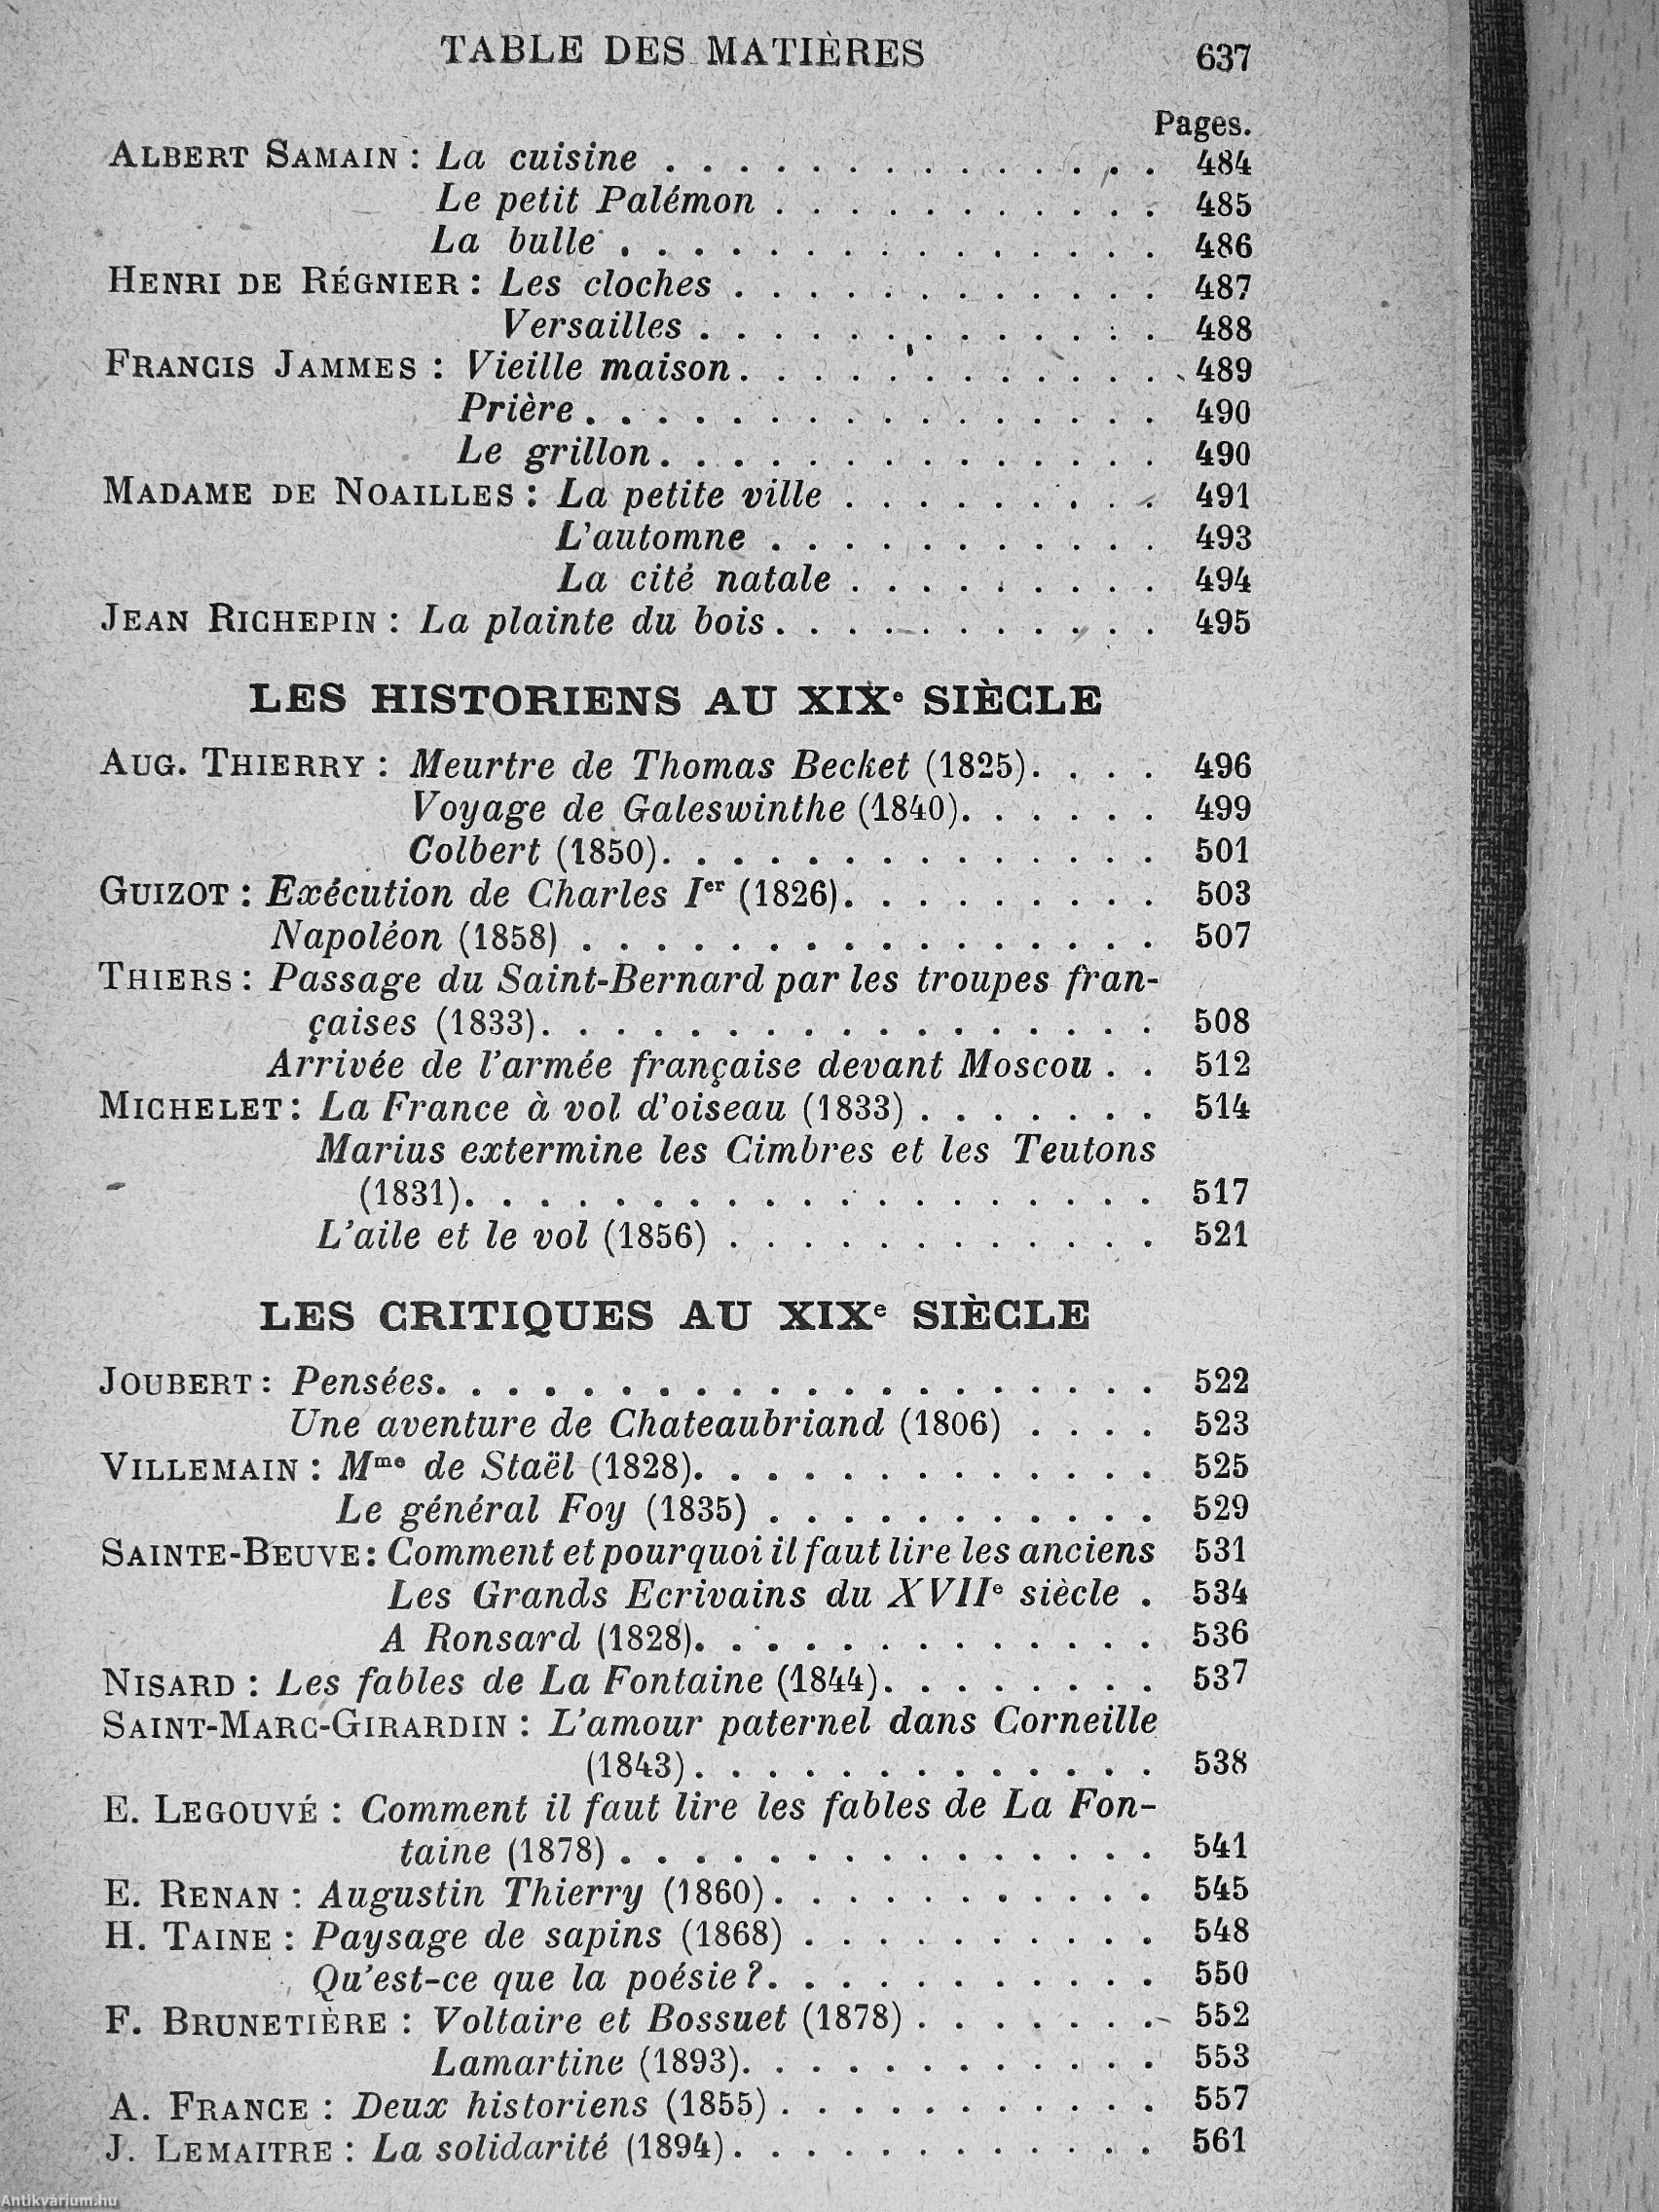 TABLE DES MATIÈRES 637
Pages.
ALBERT SAMAIN : La cuisine . . . . . . . . . . . . . . 484
Le petit Palémon . . . . . . . . . . . 485
La bulle . . . . . . . . . . . . . . . 486
HENRI DE RÉGNIER : Les cloches . . . . . . . . . . . . 487
Versailles . . . . . . . . . . . . . 488
FRANCIS JAMMES : Vieille maison . . . . . . . . . . . . 489
Prière . . . . . . . . . . . . . . . . 490
Le grillon . . . . . . . . . . . . . . 490
MADAME DE NOAILLES : La petite ville . . . . . . . . . 491
L'automne . . . . . . . . . . . 493
La cité natale . . . . . . . . . 494
JEAN RICHEPIN : La plainte du bois . . . . . . . . . . . 495
LES HISTORIENS AU XIXe SIÈCLE
AUG. THIERRY : Meurtre de Thomas Becket (1825) . . . . 496
Voyage de Galeswinthe (1840) . . . . . . 499
Colbert (1850) . . . . . . . . . . . . . . 501
GUIZOT : Exécution de Charles Ier (1826) . . . . . . . . . 503
Napoléon (1858) . . . . . . . . . . . . . . . . 507
THIERS : Passage du Saint-Bernard par les troupes fran-
çaises (1833) . . . . . . . . . . . . . . . . . 508
Arrivée de l'armée française devant Moscou . . 512
MICHELET : La France à vol d'oiseau (1833) . . . . . . . 514
Marius extermine les Cimbres et les Teutons
(1831) . . . . . . . . . . . . . . . . . . . 517
L'aile et le vol (1856) . . . . . . . . . . . . 521
LES CRITIQUES AU XIXe SIÈCLE
JOUBERT : Pensées . . . . . . . . . . . . . . . . . . . . 522
Une aventure de Chateaubriand (1806) . . . . 523
VILLEMAIN : Mme de Staël (1828) . . . . . . . . . . . . . 525
Le général Foy (1835) . . . . . . . . . . . 529
SAINTE-BEUVE : Comment et pourquoi il faut lire les anciens 531
Les Grands Ecrivains du XVIIe siècle . 534
A Ronsard (1828) . . . . . . . . . . . . . 536
NISARD : Les fables de La Fontaine (1844) . . . . . . . . 537
SAINT-MARC-GIRARDIN : L'amour paternel dans Corneille
(1843) . . . . . . . . . . . . . 538
E. LEGOUVÉ : Comment il faut lire les fables de La Fon-
taine (1878) . . . . . . . . . . . . . . . 541
E. RENAN : Augustin Thierry (1860) . . . . . . . . . . . 545
H. TAINE : Paysage de sapins (1868) . . . . . . . . . . 548
Qu'est-ce que la poésie ? . . . . . . . . . . . 550
F. BRUNETIÈRE : Voltaire et Bossuet (1878) . . . . . . . 552
Lamartine (1893) . . . . . . . . . . . . 553
A. FRANCE : Deux historiens (1855) . . . . . . . . . . . 557
J. LEMAITRE : La solidarité (1894) . . . . . . . . . . . . 561
Antikvárium.hu